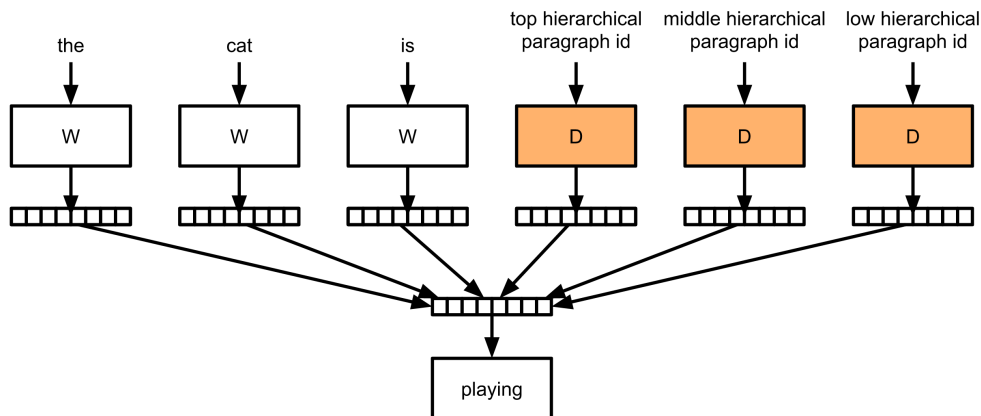 the
cat
is
top hierarchical
paragraph id
middle hierarchical
paragraph id
low hierarchical
paragraph id
W
W
W
D
D
D
playing